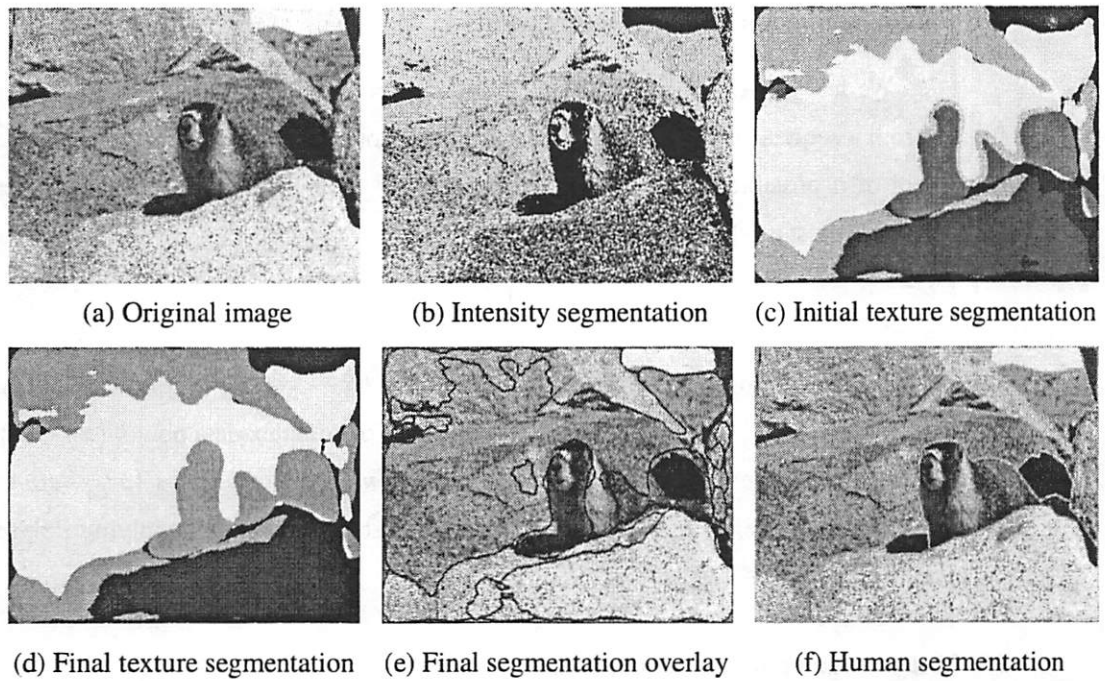 (a) Original image
(b) Intensity segmentation
(c) Initial texture segmentation
(d) Final texture segmentation
(e) Final segmentation overlay
(f) Human segmentation